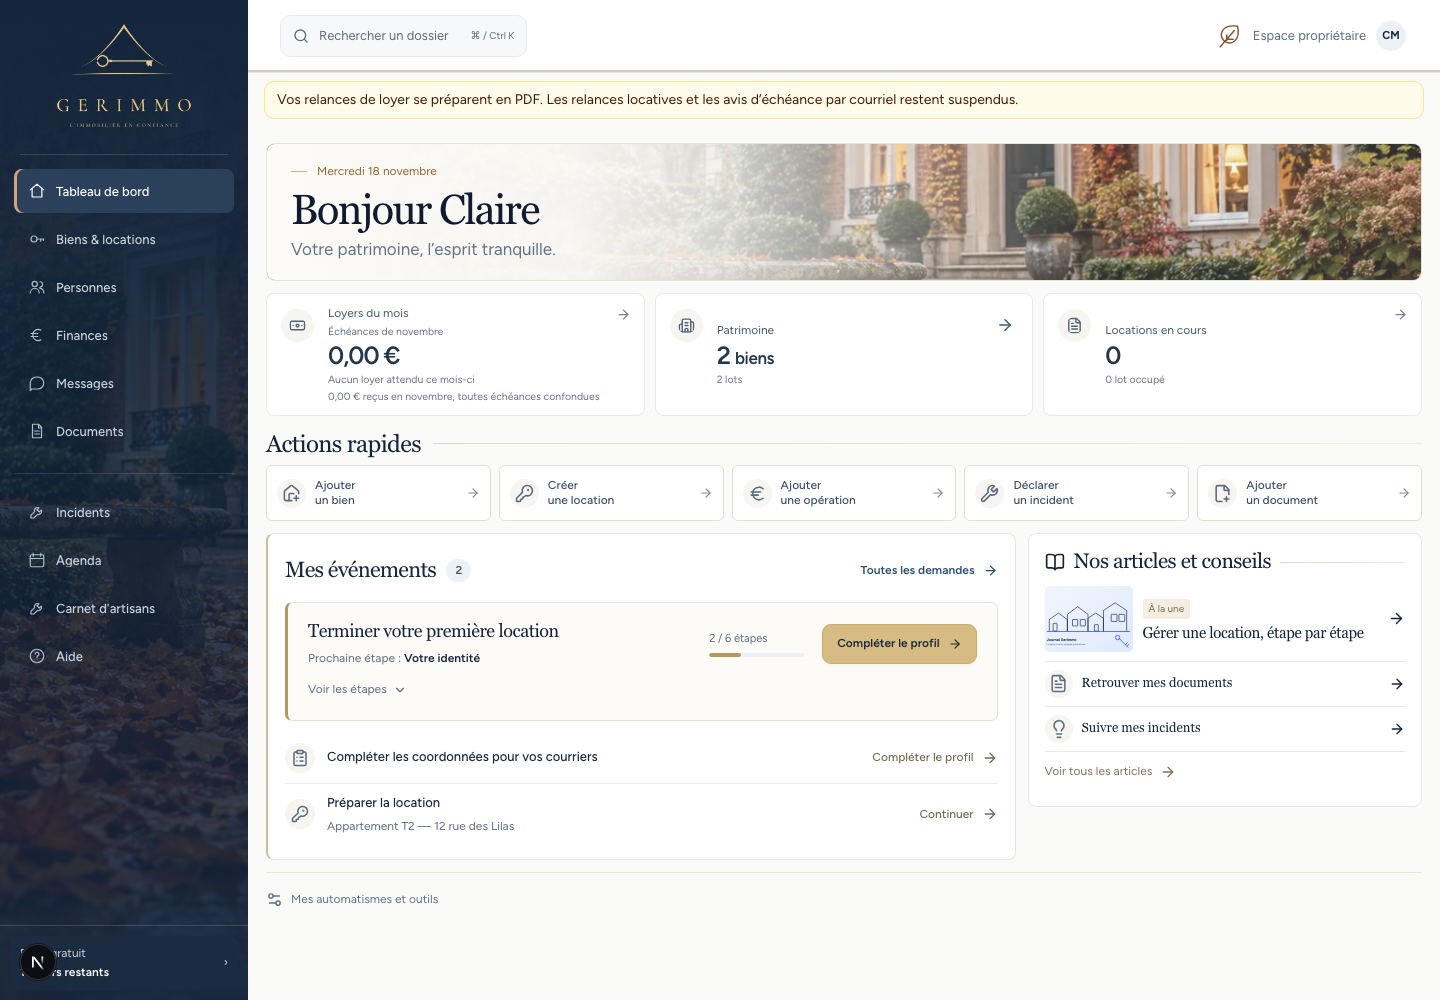 GERIMMO
L'IMMOBILIER EN CONFIANCE
Tableau de bord
Biens & locations
Personnes
Finances
Messages
Documents
Incidents
Agenda
Carnet d'artisans
Aide
gratuit
restants
Rechercher un dossier
⌘ / Ctrl K
Espace propriétaire
CM
Vos relances de loyer se préparent en PDF. Les relances locatives et les avis d’échéance par courriel restent suspendus.
Mercredi 18 novembre
Bonjour Claire
Votre patrimoine, l’esprit tranquille.
Loyers du mois
Échéances de novembre
0,00 €
Aucun loyer attendu ce mois-ci
0,00 € reçus en novembre, toutes échéances confondues
Patrimoine
2 biens
2 lots
Locations en cours
0
0 lot occupé
Actions rapides
Ajouter
un bien
Créer
une location
Ajouter
une opération
Déclarer
un incident
Ajouter
un document
Mes événements
2
Toutes les demandes
Terminer votre première location
Prochaine étape : Votre identité
Voir les étapes
2 / 6 étapes
Compléter le profil
Compléter les coordonnées pour vos courriers
Compléter le profil
Préparer la location
Appartement T2 — 12 rue des Lilas
Continuer
Nos articles et conseils
Journal Gerimmo
À la une
Gérer une location, étape par étape
Retrouver mes documents
Suivre mes incidents
Voir tous les articles
Mes automatismes et outils